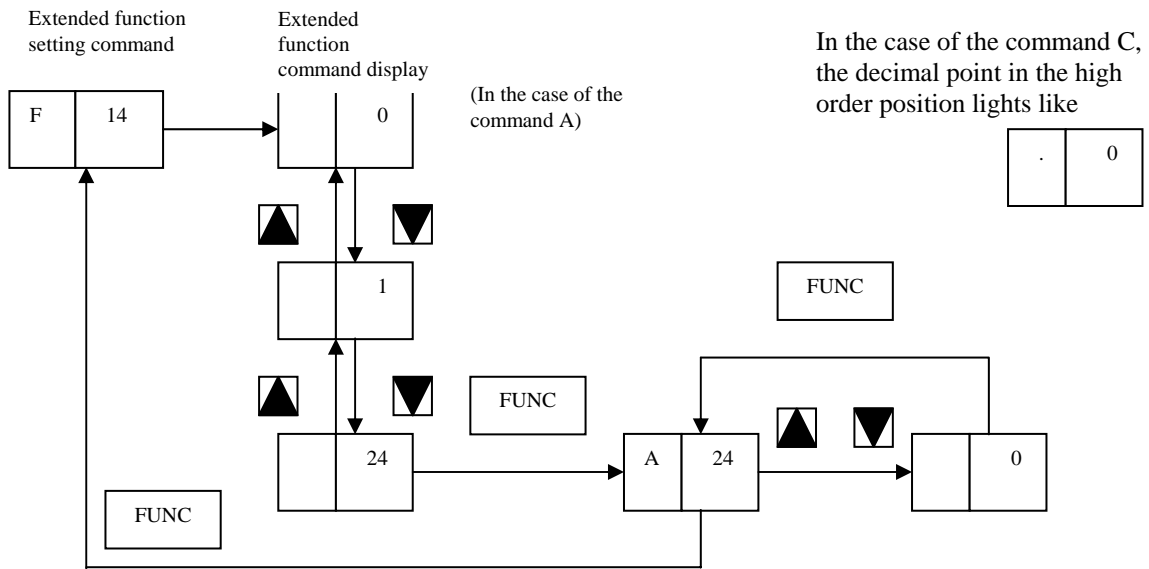 Extended function
setting command
Extended
function
command display
In the case of the command C,
the decimal point in the high
order position lights like
(In the case of the
command A)
F 14
0
. 0
1
FUNC
FUNC
24
A 24
0
FUNC